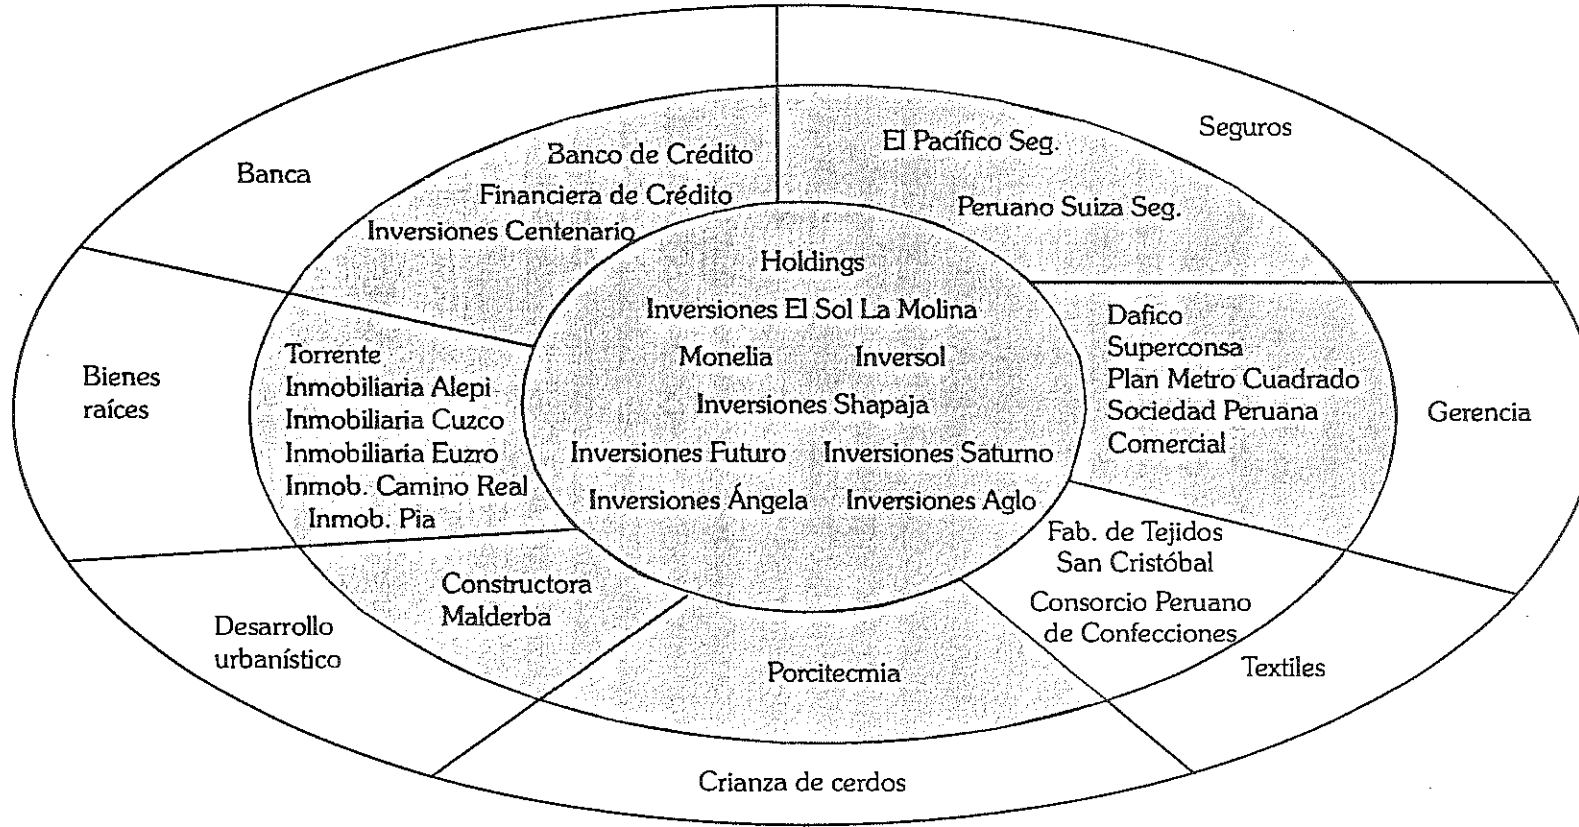 Seguros
El Pacífico Seg.
Banco de Crédito
Banca
Financiera de Crédito
Peruano Suiza Seg.
Inversiones Centenario
Holdings
Inversiones El Sol La Molina
Monelia Inversol
Inversiones Shapaja
Inversiones Futuro Inversiones Saturno
Inversiones Ángela Inversiones Aglo
Dafico
Superconsa
Plan Metro Cuadrado
Sociedad Peruana
Comercial
Gerencia
Bienes
raíces
Torrente
Inmobiliaria Alepi
Inmobiliaria Cuzco
Inmobiliaría Euzro
Inmob. Camino Real
Inmob. Pia
Fab. de Tejidos
San Cristóbal
Consorcio Peruano
de Confecciones
Textiles
Constructora
Malderba
Desarrollo
urbanístico
Porcitecmia
Crianza de cerdos